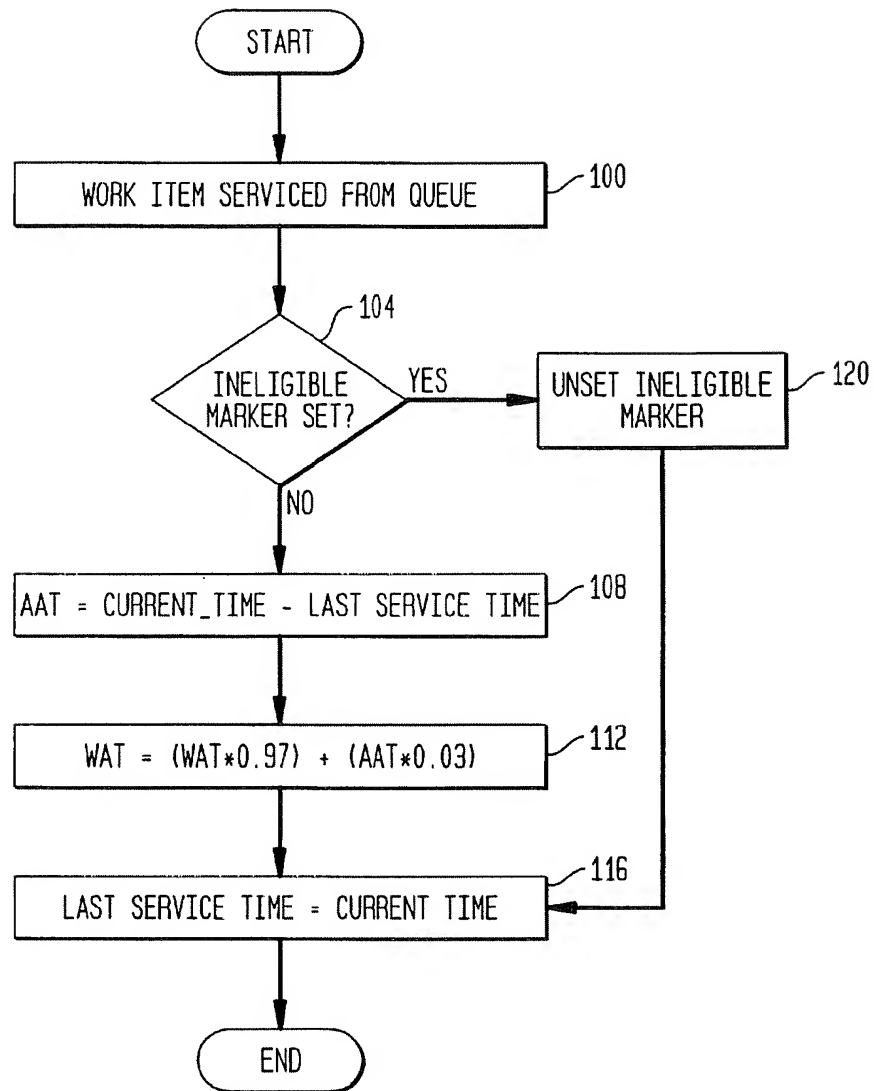 START
WORK ITEM SERVICED FROM QUEUE
100
104
INELIGIBLE
MARKER SET?
YES
UNSET INELIGIBLE
MARKER
120
NO
AAT = CURRENT_TIME - LAST SERVICE TIME
108
WAT = (WAT*0.97) + (AAT*0.03)
112
116
LAST SERVICE TIME = CURRENT TIME
END